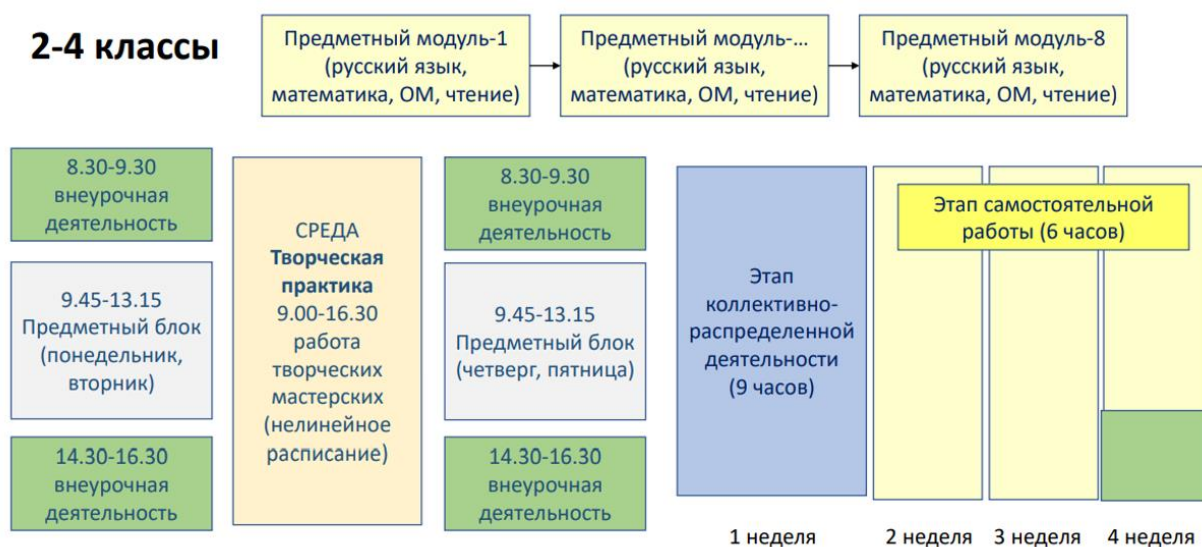 2-4 классы
Предметный модуль-1
(русский язык,
математика, ОМ, чтение)
Предметный модуль-...
(русский язык,
математика, ОМ, чтение)
Предметный модуль-8
(русский язык,
математика, ОМ, чтение)
8.30-9.30
внеурочная
деятельность
9.45-13.15
Предметный блок
(понедельник,
вторник)
14.30-16.30
внеурочная
деятельность
СРЕДА
Творческая
практика
9.00-16.30
работа
творческих
мастерских
(нелинейное
расписание)
8.30-9.30
внеурочная
деятельность
9.45-13.15
Предметный блок
(четверг, пятница)
14.30-16.30
внеурочная
деятельность
Этап
коллективно-
распределенной
деятельности
(9 часов)
Этап самостоятельной
работы (6 часов)
1 неделя
2 неделя
3 неделя
4 неделя